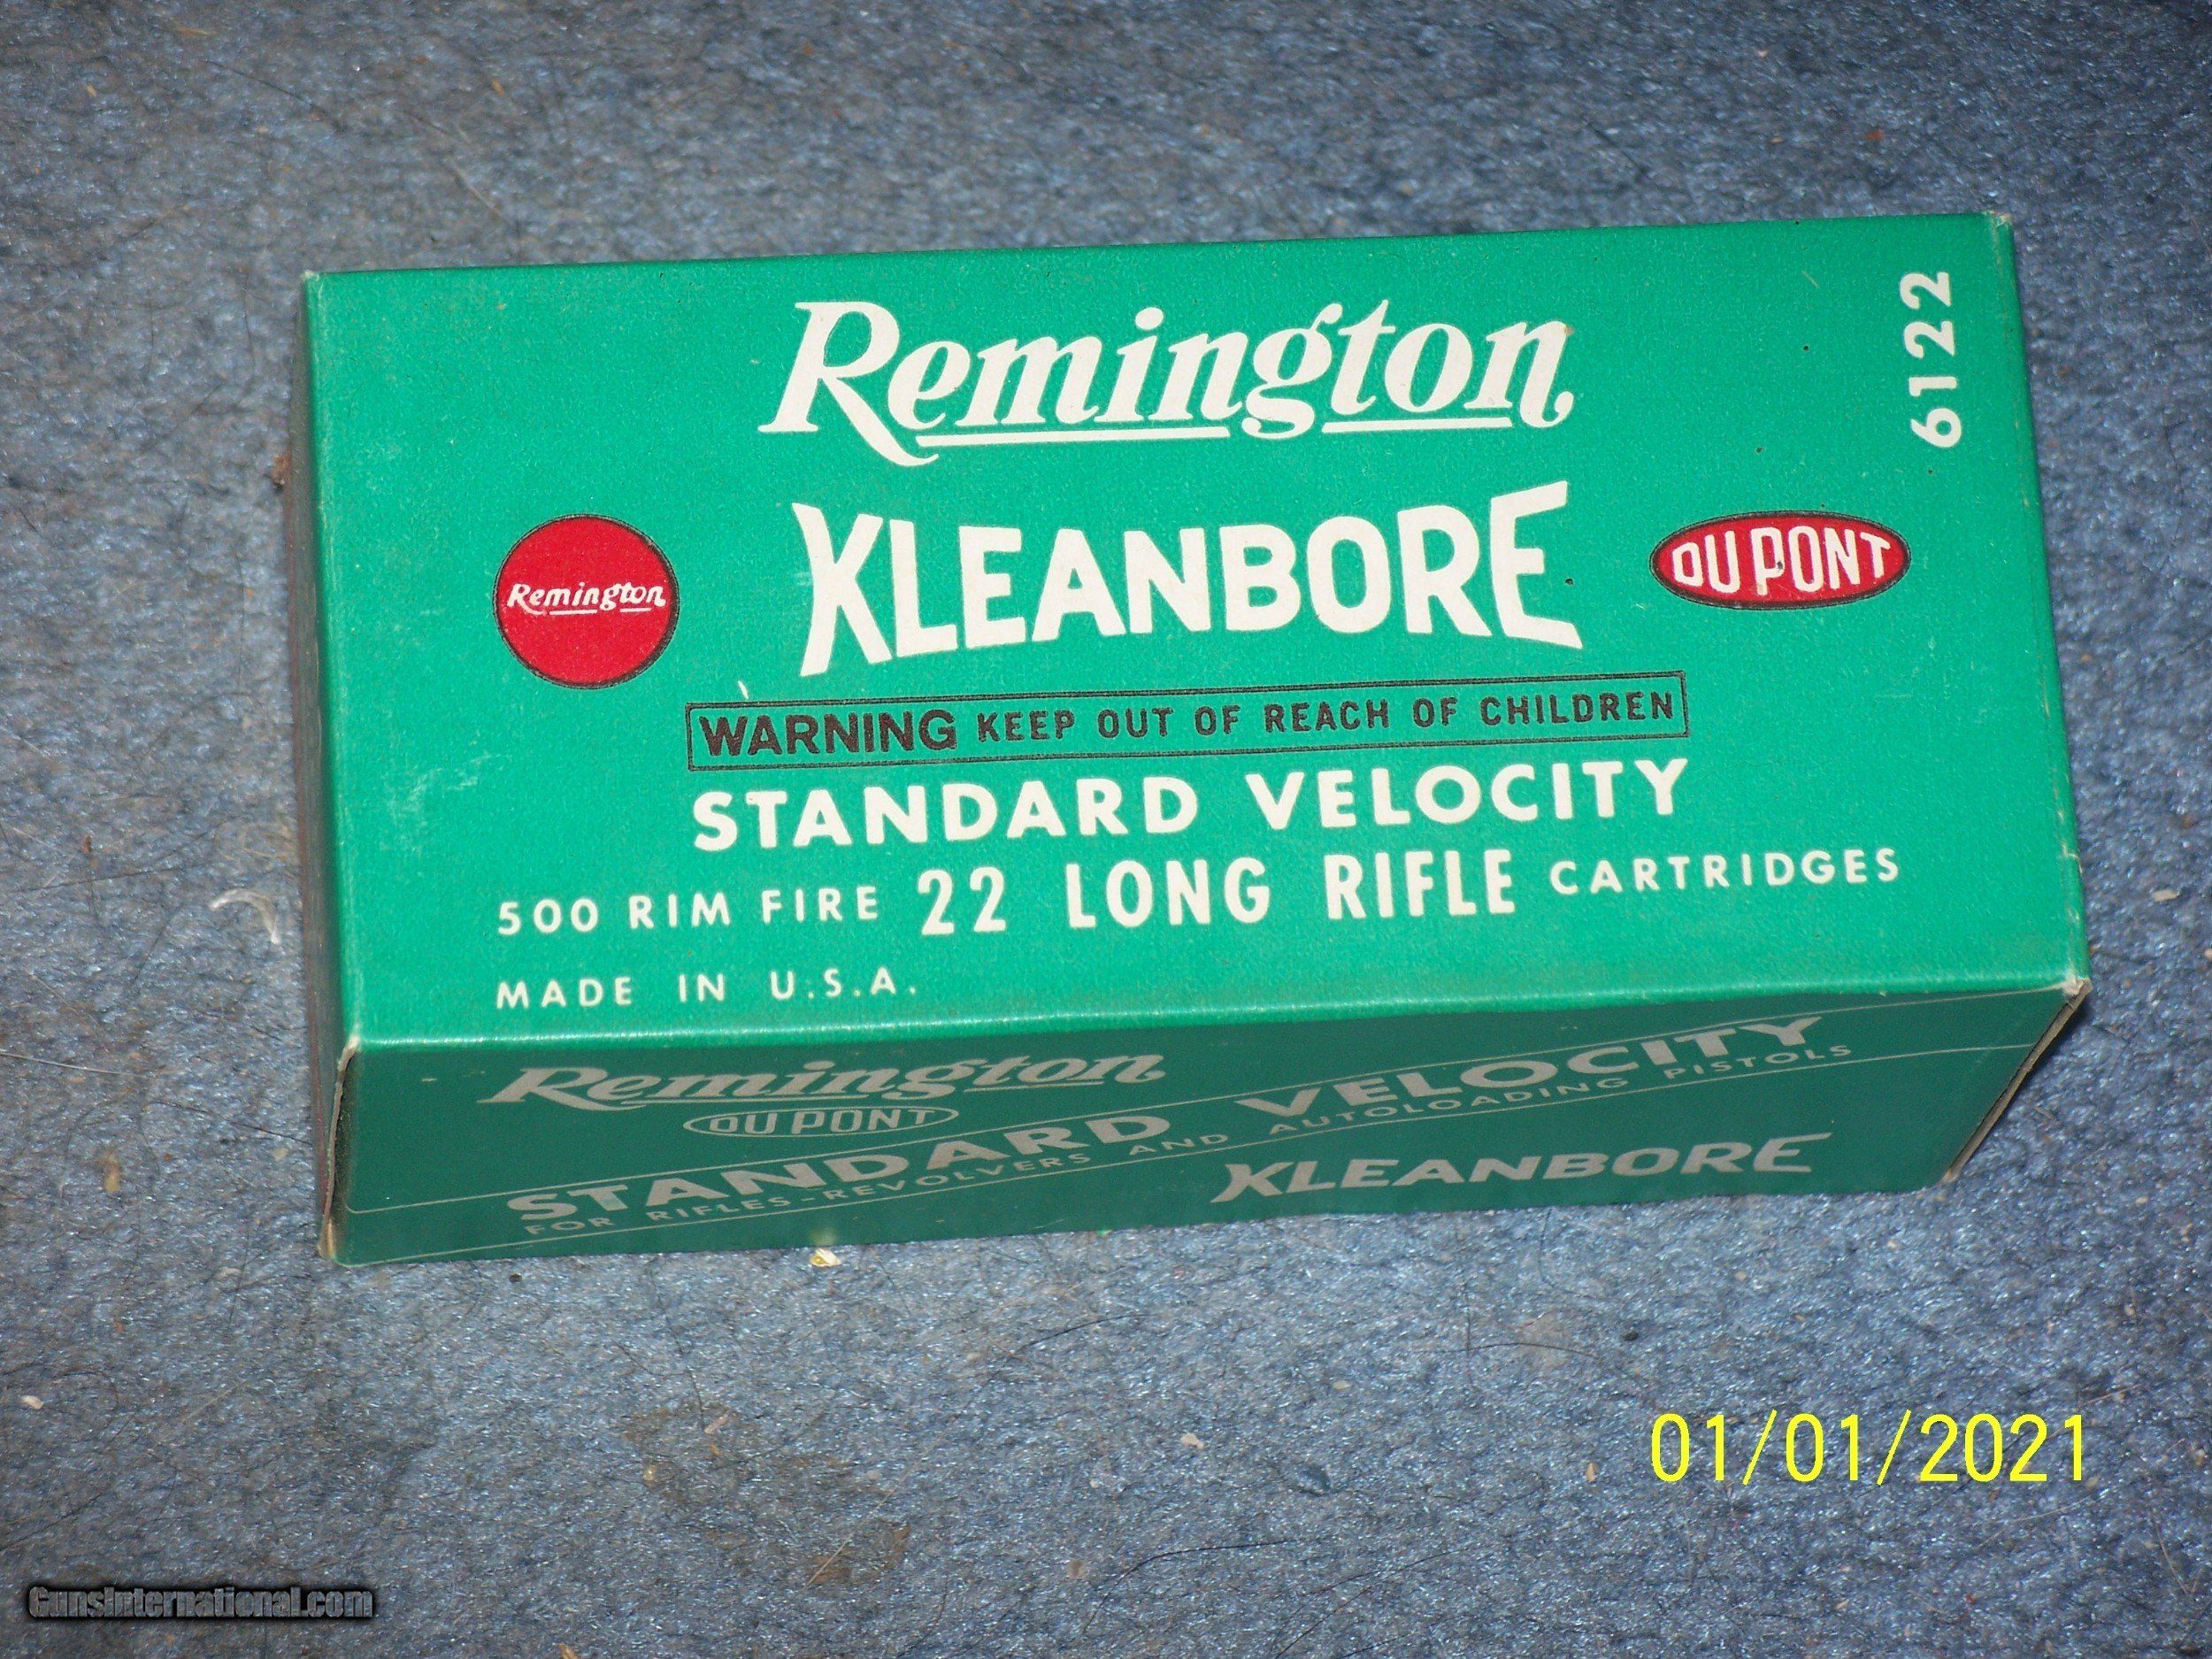 Remington
6122
KLEANBORE
Remington
DU PONT
WARNING KEEP OUT OF REACH OF CHILDREN
STANDARD VELOCITY
500 RIM FIRE 22 LONG RIFLE CARTRIDGES
MADE IN U.S.A.
Remington
DU PONT
STANDARD VELOCITY
FOR RIFLES-REVOLVERS AND AUTOLOADING PISTOLS
KLEANBORE
01/01/2021
GunsInternational.com